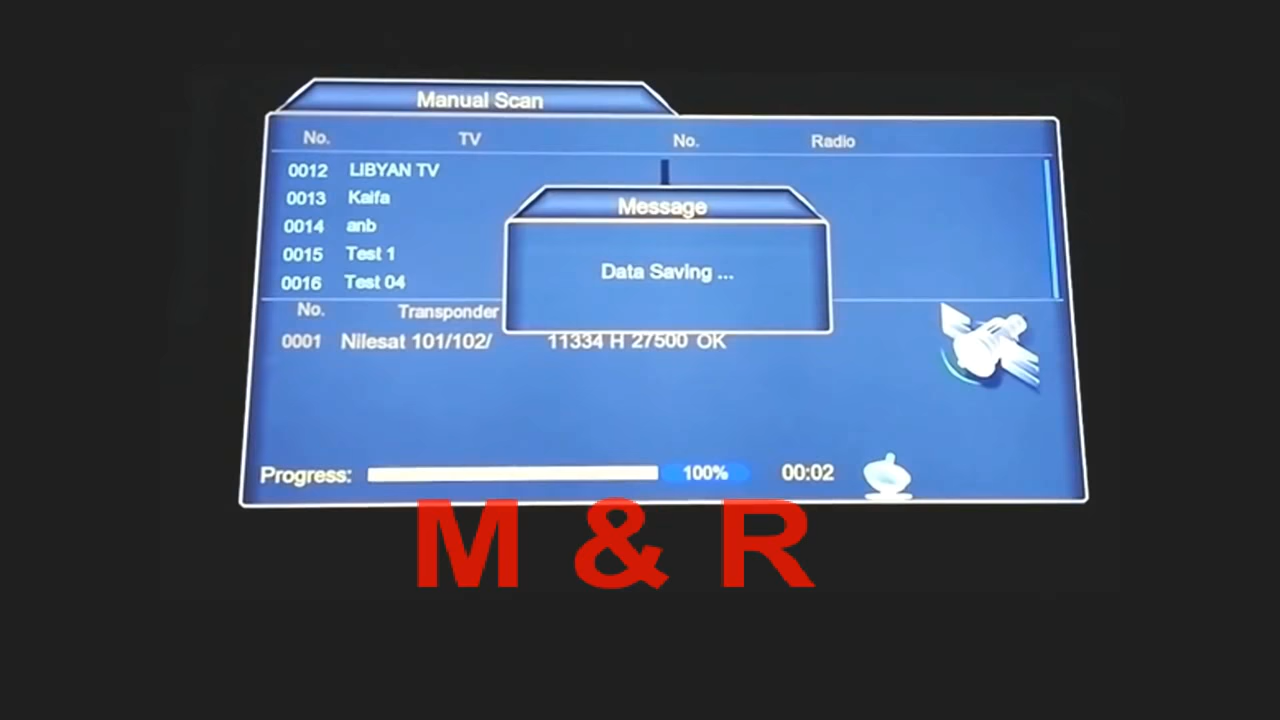 Manual Scan
No. TV No. Radio
0012 LIBYAN TV
0013 Kaifa
0014 anb
0015 Test 1
0016 Test 04
Message
Data Saving ...
No. Transponder
0001 Nilesat 101/102/ 11334 H 27500 OK
Progress: 100% 00:02
M & R